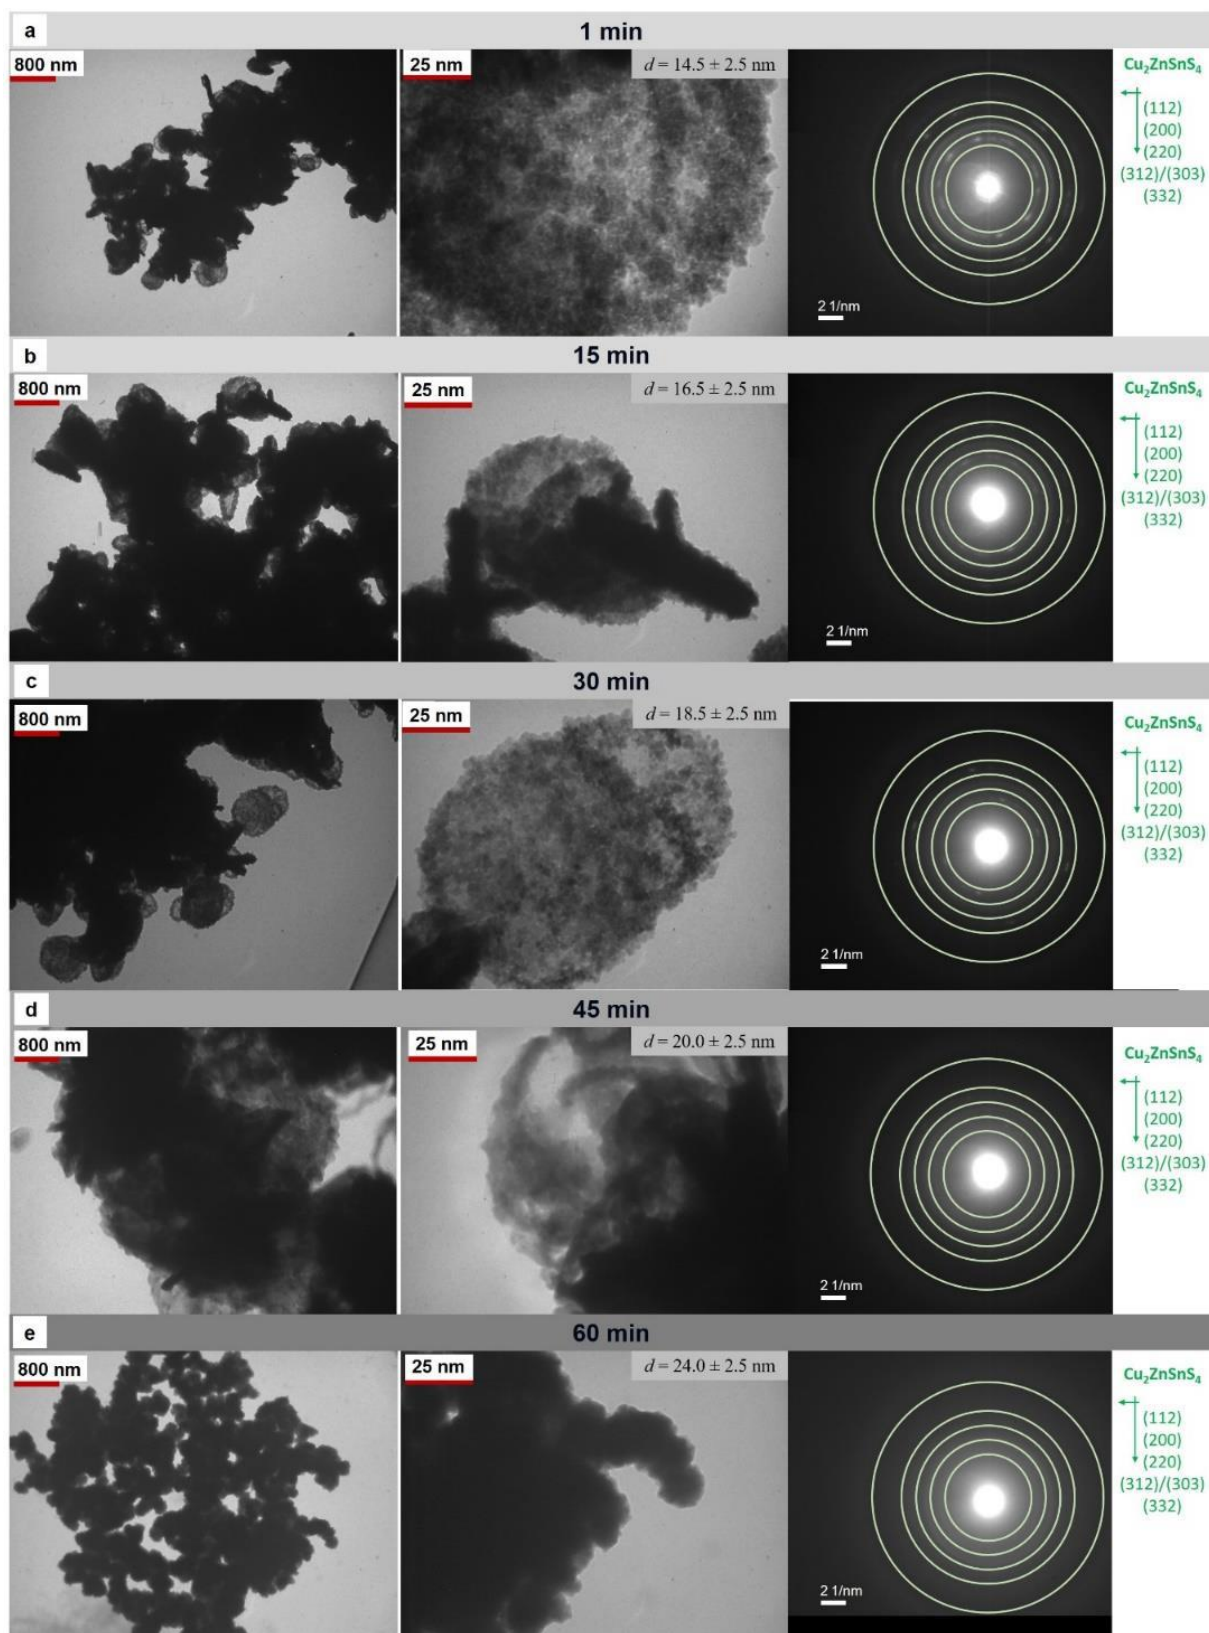 a
1 min
800 nm
25 nm
d = 14.5 ± 2.5 nm
2 1/nm
Cu₂ZnSnS₄
(112)
(200)
(220)
(312)/(303)
(332)
b
15 min
800 nm
25 nm
d = 16.5 ± 2.5 nm
2 1/nm
Cu₂ZnSnS₄
(112)
(200)
(220)
(312)/(303)
(332)
c
30 min
800 nm
25 nm
d = 18.5 ± 2.5 nm
2 1/nm
Cu₂ZnSnS₄
(112)
(200)
(220)
(312)/(303)
(332)
d
45 min
800 nm
25 nm
d = 20.0 ± 2.5 nm
2 1/nm
Cu₂ZnSnS₄
(112)
(200)
(220)
(312)/(303)
(332)
e
60 min
800 nm
25 nm
d = 24.0 ± 2.5 nm
2 1/nm
Cu₂ZnSnS₄
(112)
(200)
(220)
(312)/(303)
(332)